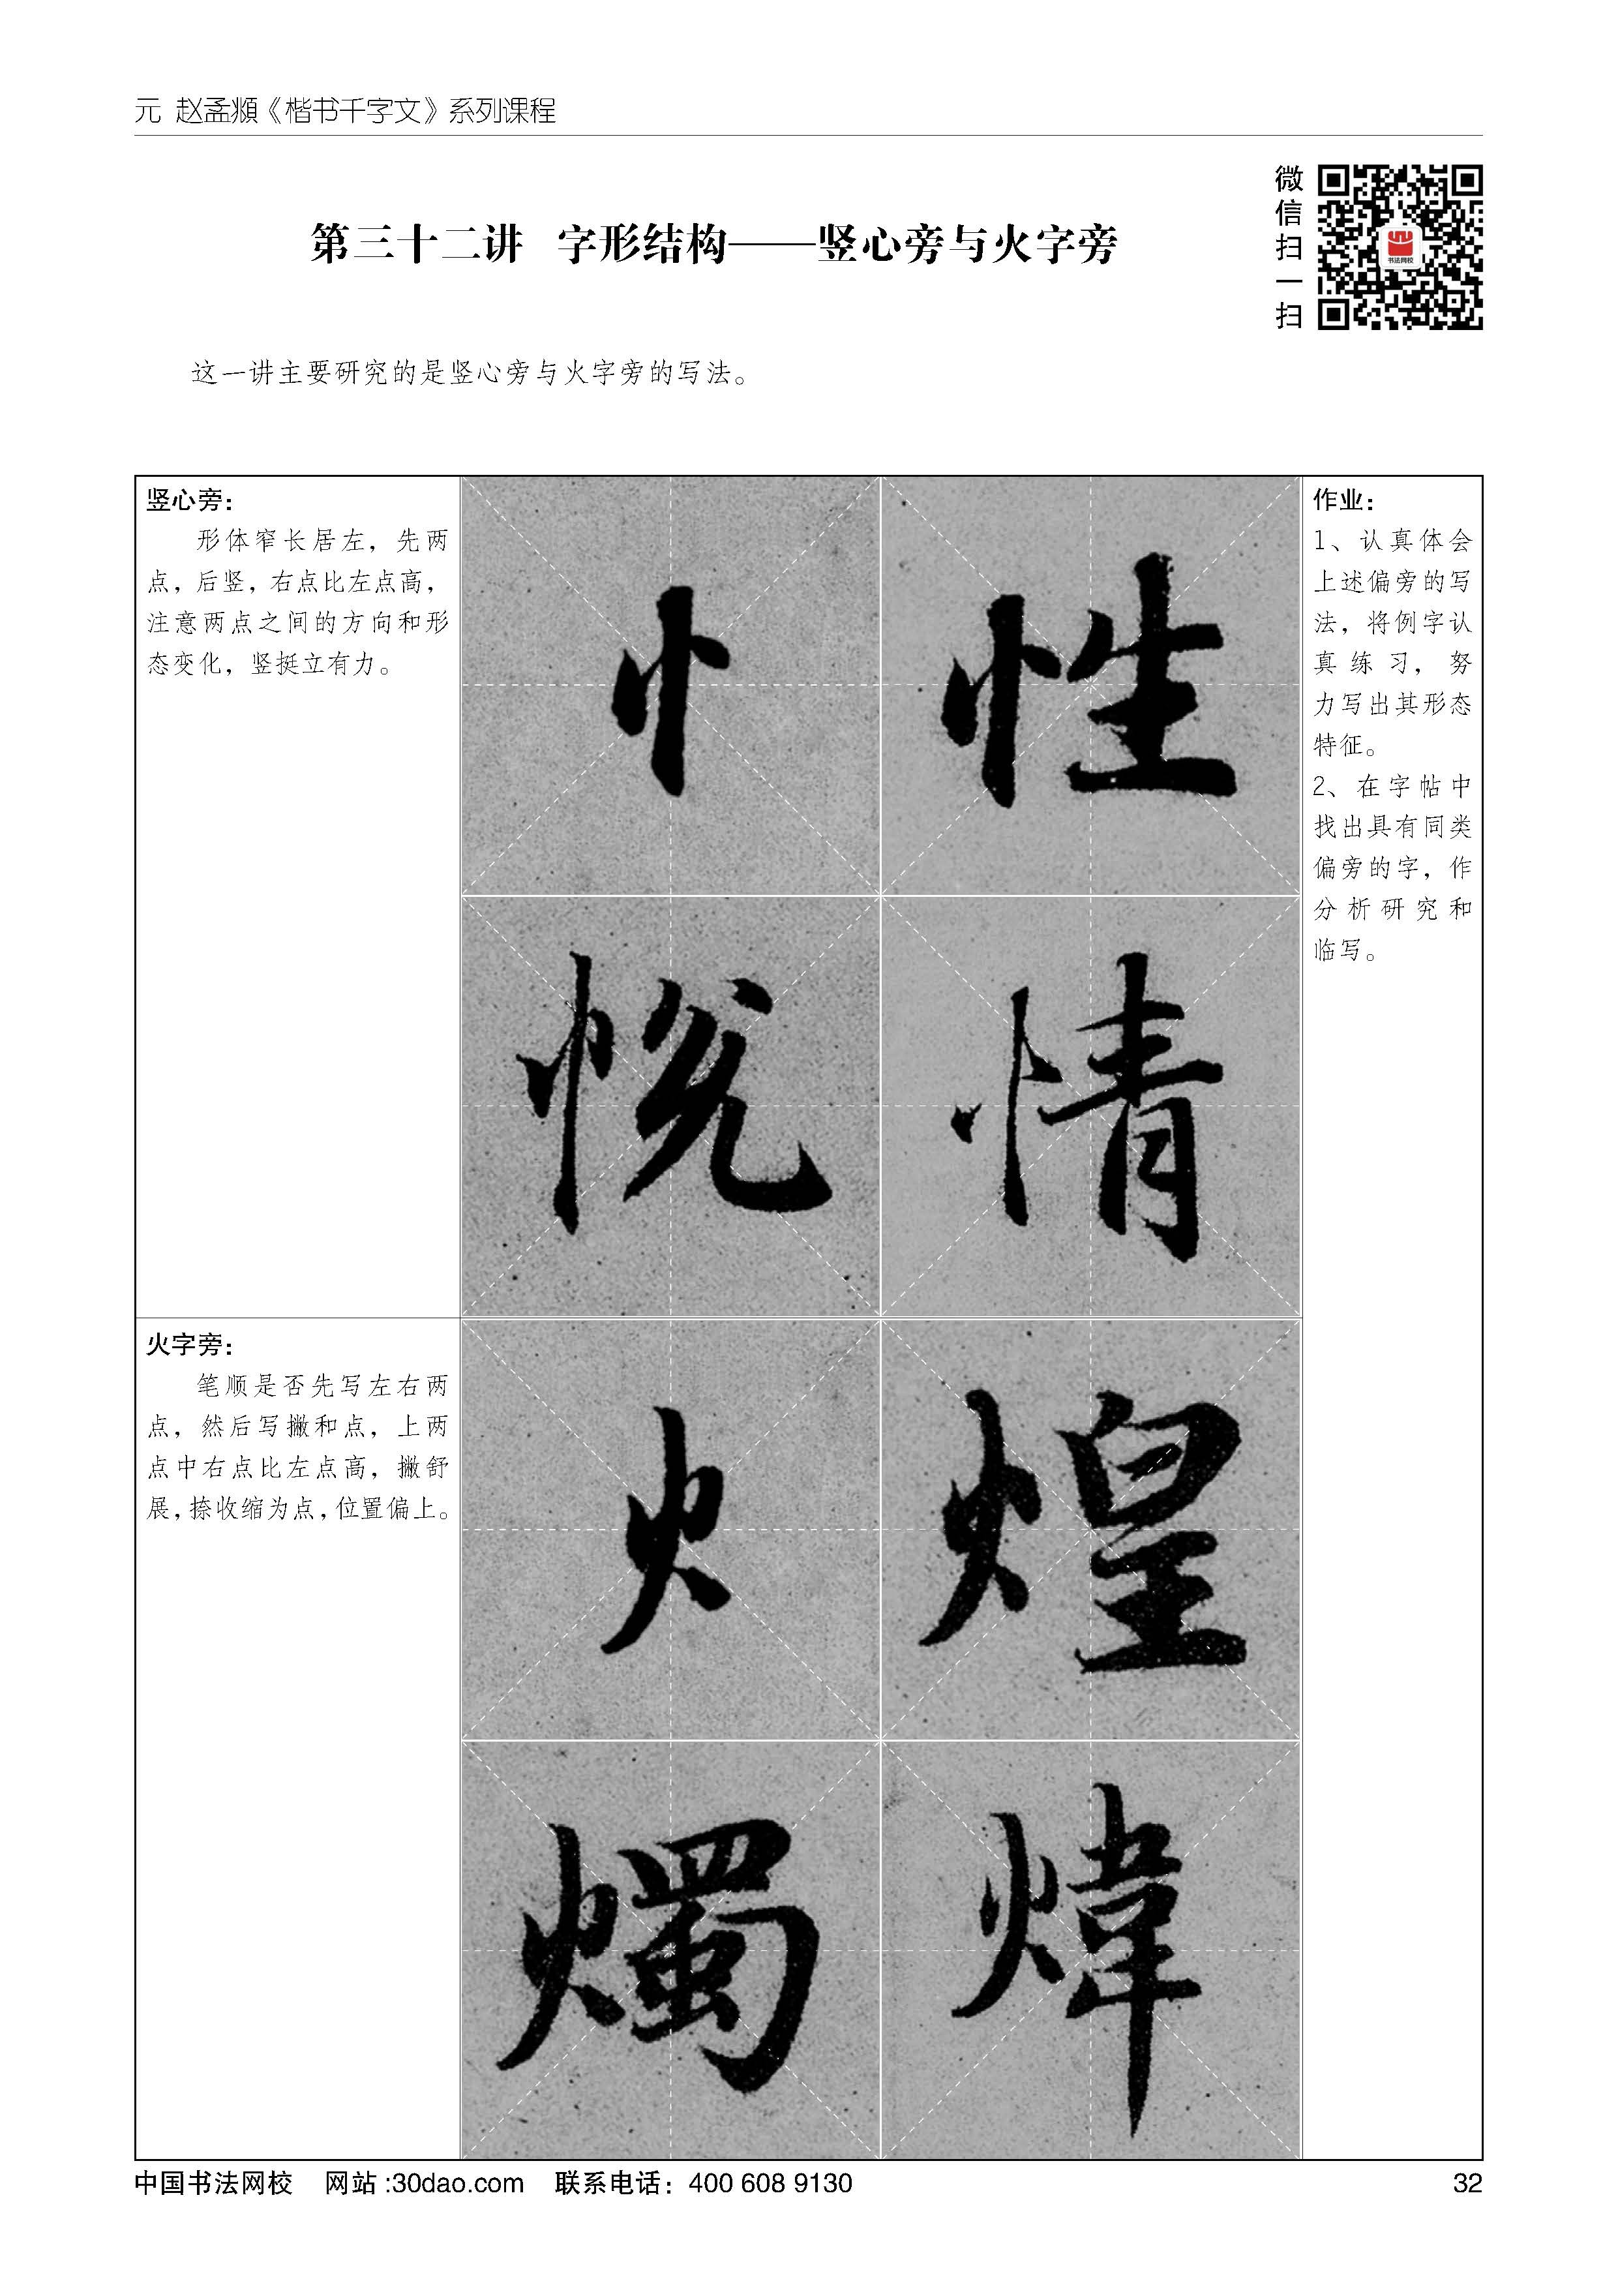 元 赵孟頫《楷书千字文》系列课程
微信扫一扫
书法网校
第三十二讲 字形结构——竖心旁与火字旁
这一讲主要研究的是竖心旁与火字旁的写法。
竖心旁：
形体窄长居左，先两
点，后竖，右点比左点高，
注意两点之间的方向和形
态变化，竖挺立有力。
忄 性
恱 情
火字旁：
笔顺是否先写左右两
点，然后写撇和点，上两
点中右点比左点高，撇舒
展，捺收缩为点，位置偏上。
火 煌
燭 煒
作业：
1、认真体会
上述偏旁的写
法，将例字认
真练习，努
力写出其形态
特征。
2、在字帖中
找出具有同类
偏旁的字，作
分析研究和
临写。
中国书法网校 网站:30dao.com 联系电话：400 608 9130
32